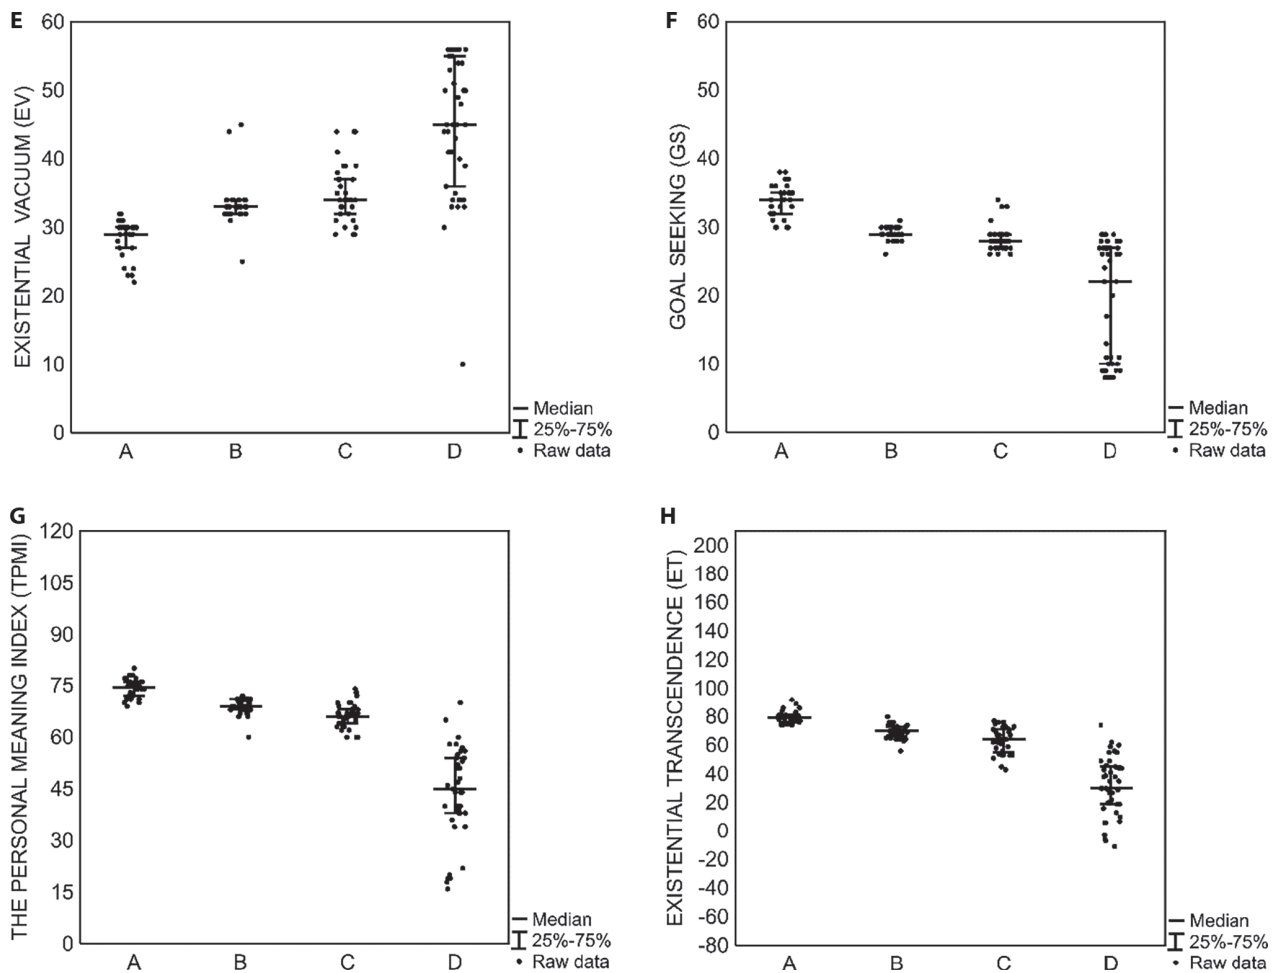 E
EXISTENTIAL VACUUM (EV)
60
50
40
30
20
10
0
A B C D
Median
25%-75%
Raw data
F
GOAL SEEKING (GS)
60
50
40
30
20
10
0
A B C D
Median
25%-75%
Raw data
G
THE PERSONAL MEANING INDEX (TPMI)
120
105
90
75
60
45
30
15
0
A B C D
Median
25%-75%
Raw data
H
EXISTENTIAL TRANSCENDENCE (ET)
200
180
160
140
120
100
80
60
40
20
0
-20
-40
-60
-80
A B C D
Median
25%-75%
Raw data